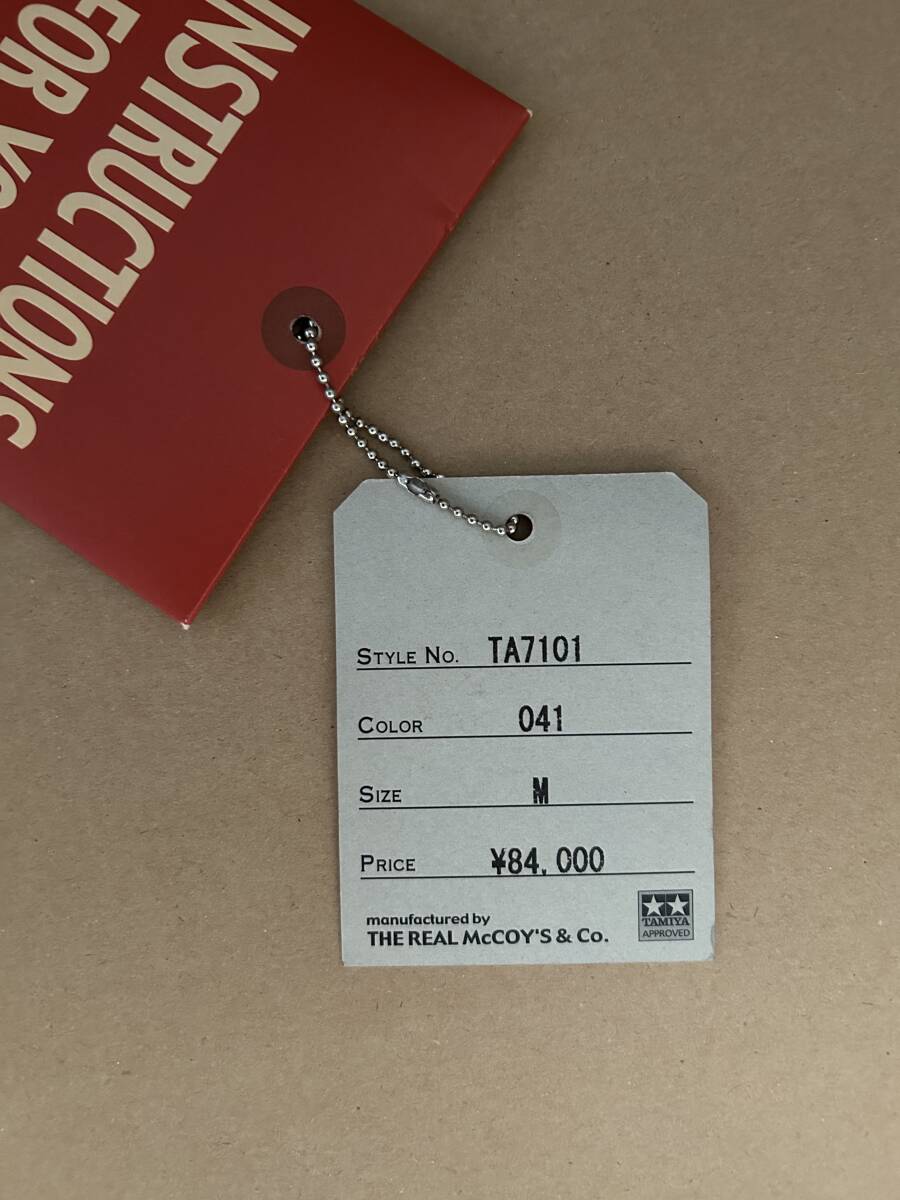 INSTRUCTIONS
FOR
STYLE NO. TA7101
COLOR 041
SIZE M
PRICE ¥84,000
manufactured by
THE REAL McCOY'S & Co.
TAMIYA
APPROVED